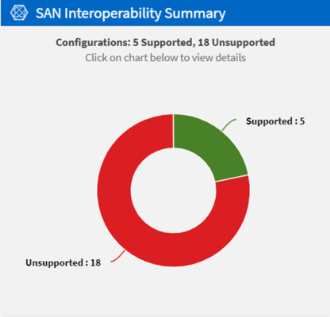 SAN Interoperability Summary
Configurations: 5 Supported, 18 Unsupported
Click on chart below to view details
Supported : 5
Unsupported : 18